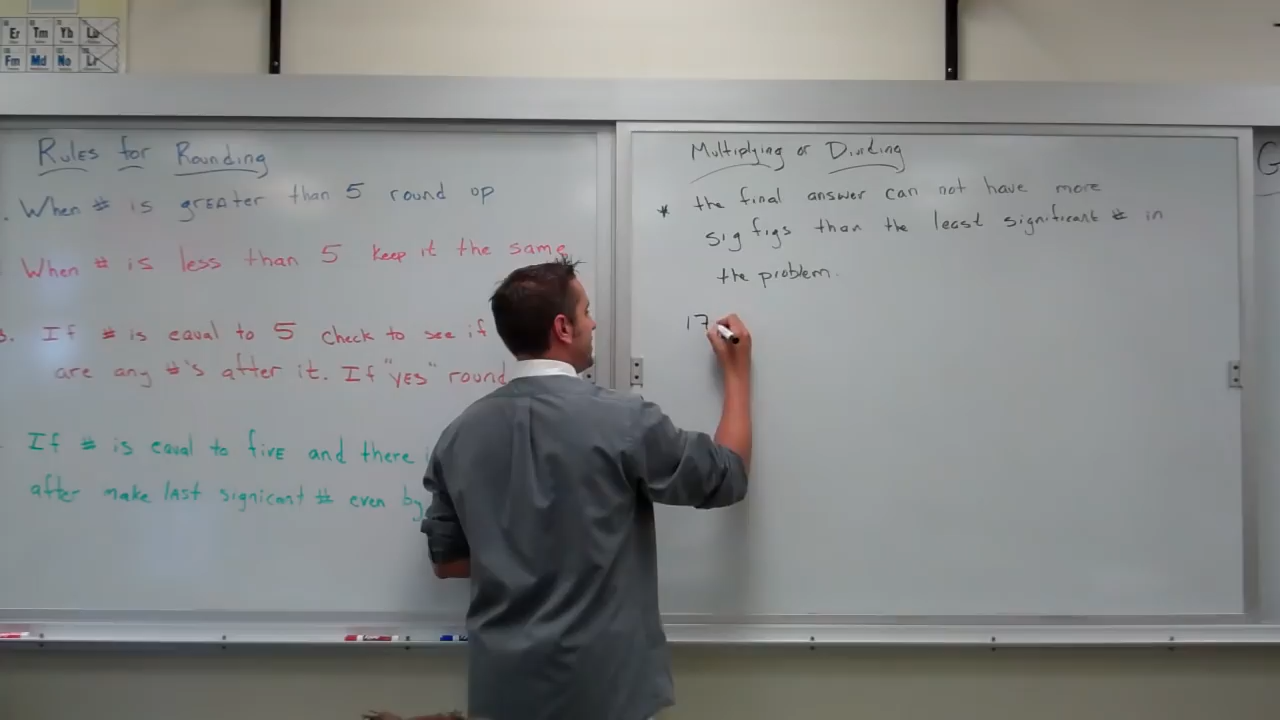 Er Tm Yb Lu
Fm Md No Lr
Rules for Rounding
. When # is greater than 5 round up
When # is less than 5 keep it the same
3. If # is equal to 5 check to see if
are any #'s after it. If "yes" round
If # is equal to five and there
after make last signicant # even by
Multiplying or Dividing
* the final answer can not have more
sig figs than the least significant # in
the problem.
17
G